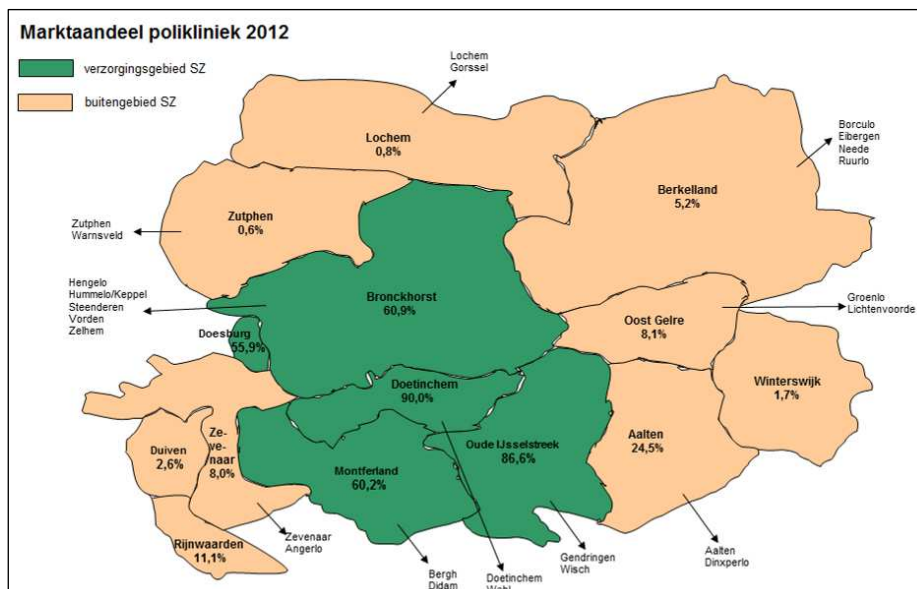 Marktaandeel polikliniek 2012
verzorgingsgebied SZ
buitengebied SZ
Lochem
Gorssel
Lochem
0,8%
Borculo
Eibergen
Neede
Ruurlo
Berkelland
5,2%
Zutphen
0,6%
Zutphen
Warnsveld
Hengelo
Hummelo/Keppel
Steenderen
Vorden
Zelhem
Bronckhorst
60,9%
Groenlo
Lichtenvoorde
Oost Gelre
8,1%
Doesburg
55,9%
Winterswijk
1,7%
Doetinchem
90,0%
Oude IJsselstreek
86,6%
Aalten
24,5%
Duiven
2,6%
Ze-
ve-
naar
8,0%
Montferland
60,2%
Rijnwaarden
11,1%
Zevenaar
Angerlo
Bergh
Didam
Doetinchem
Wehl
Gendringen
Wisch
Aalten
Dinxperlo